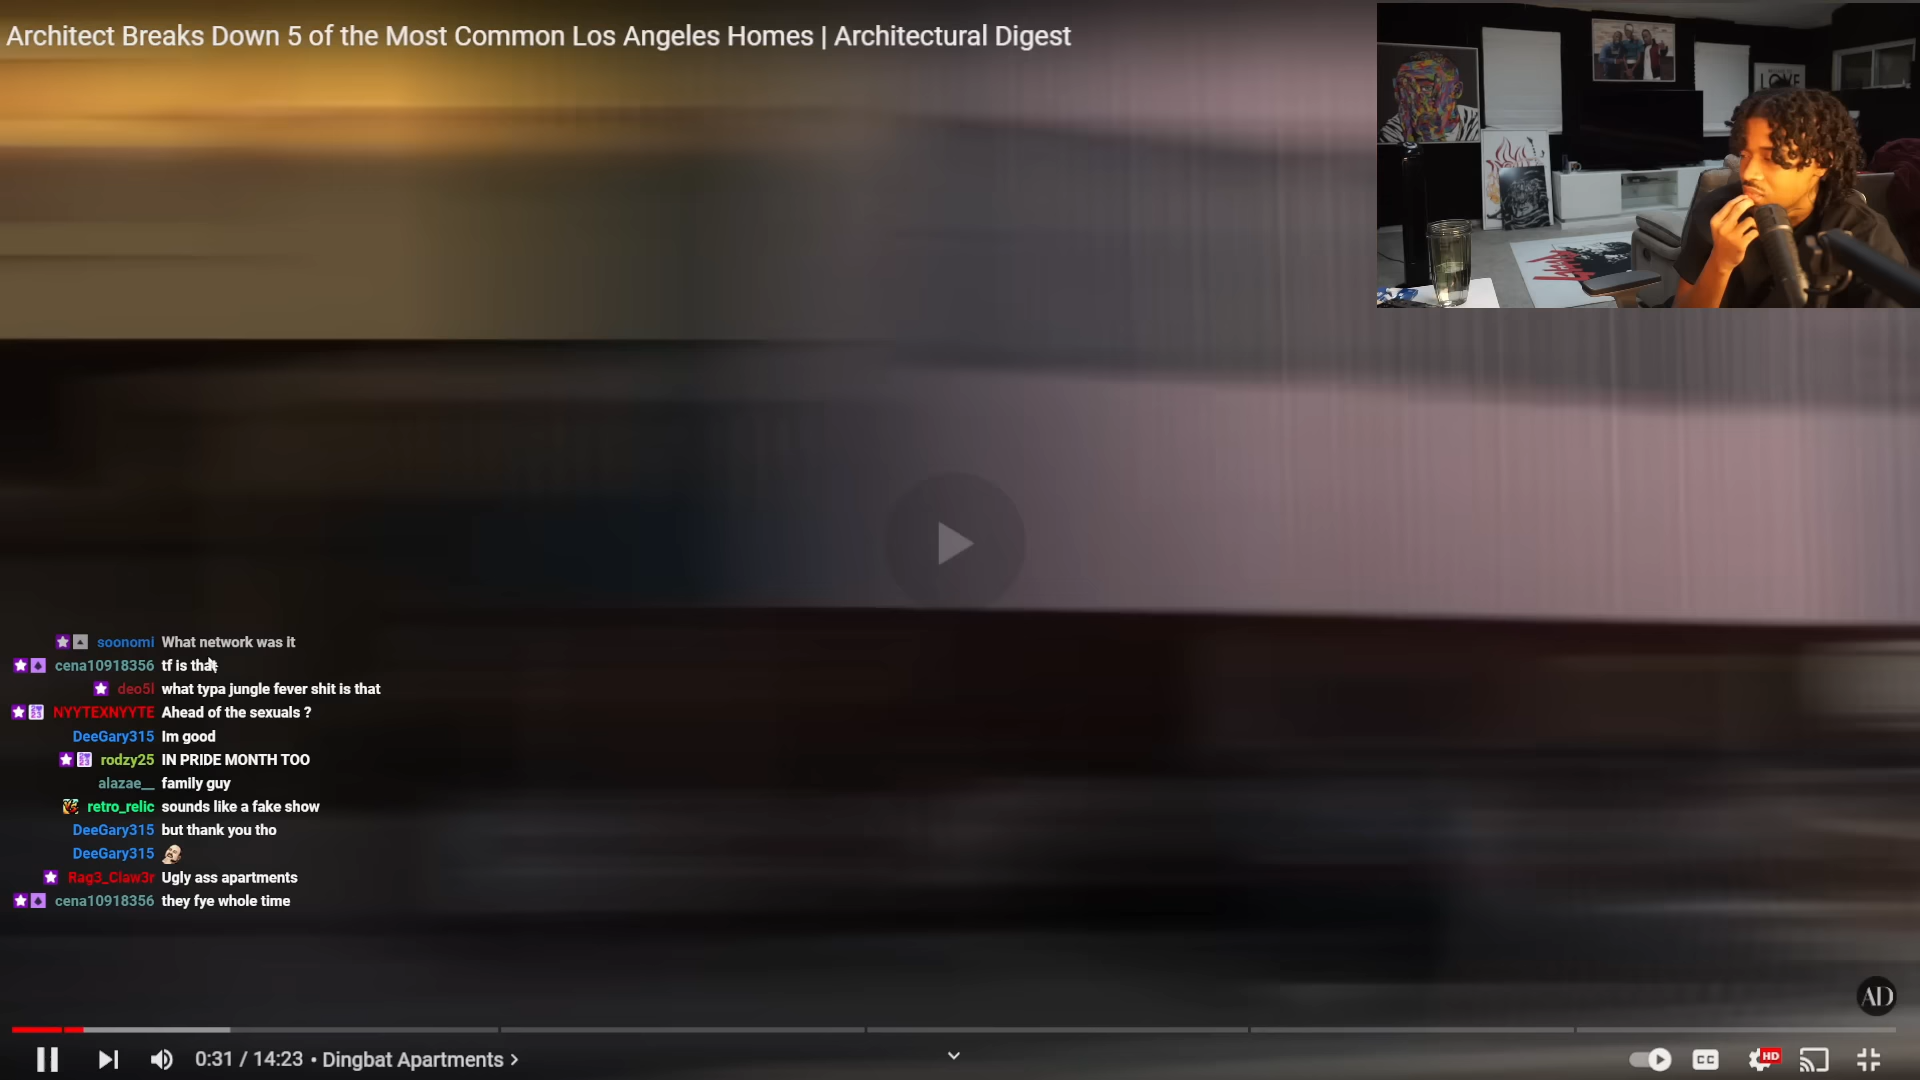 Architect Breaks Down 5 of the Most Common Los Angeles Homes | Architectural Digest
LOVE
soonomi What network was it
cena10918356 tf is that
deo5l what typa jungle fever shit is that
NYYTEXNYYTE Ahead of the sexuals ?
DeeGary315 Im good
rodzy25 IN PRIDE MONTH TOO
alazae__ family guy
retro_relic sounds like a fake show
DeeGary315 but thank you tho
DeeGary315
Rag3_Claw3r Ugly ass apartments
cena10918356 they fye whole time
AD
0:31 / 14:23 • Dingbat Apartments >
CC
HD